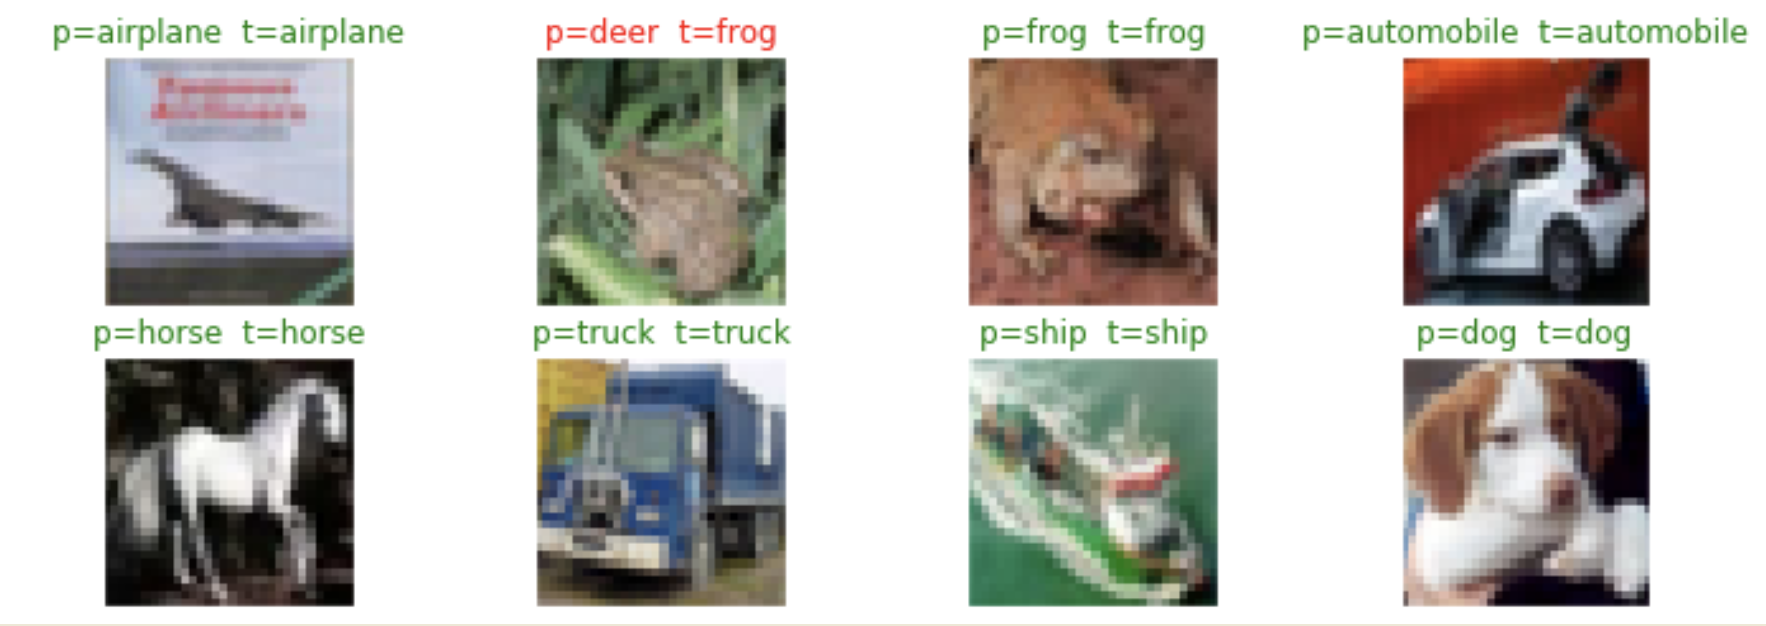 p=airplane t=airplane
p=deer t=frog
p=frog t=frog
p=automobile t=automobile
p=horse t=horse
p=truck t=truck
p=ship t=ship
p=dog t=dog